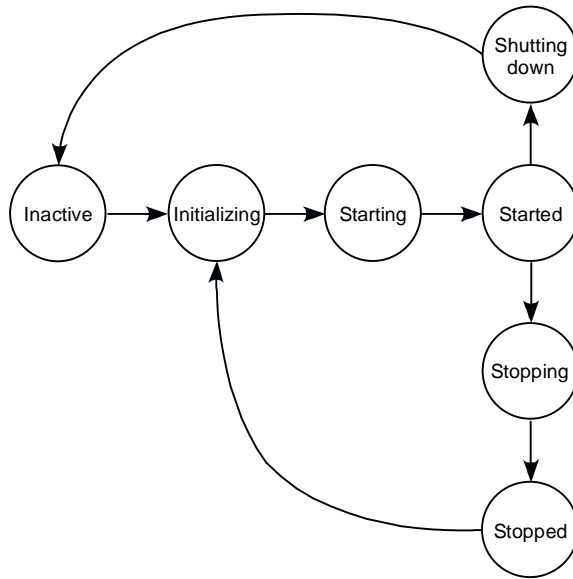 Shutting
down
Inactive
Initializing
Starting
Started
Stopping
Stopped